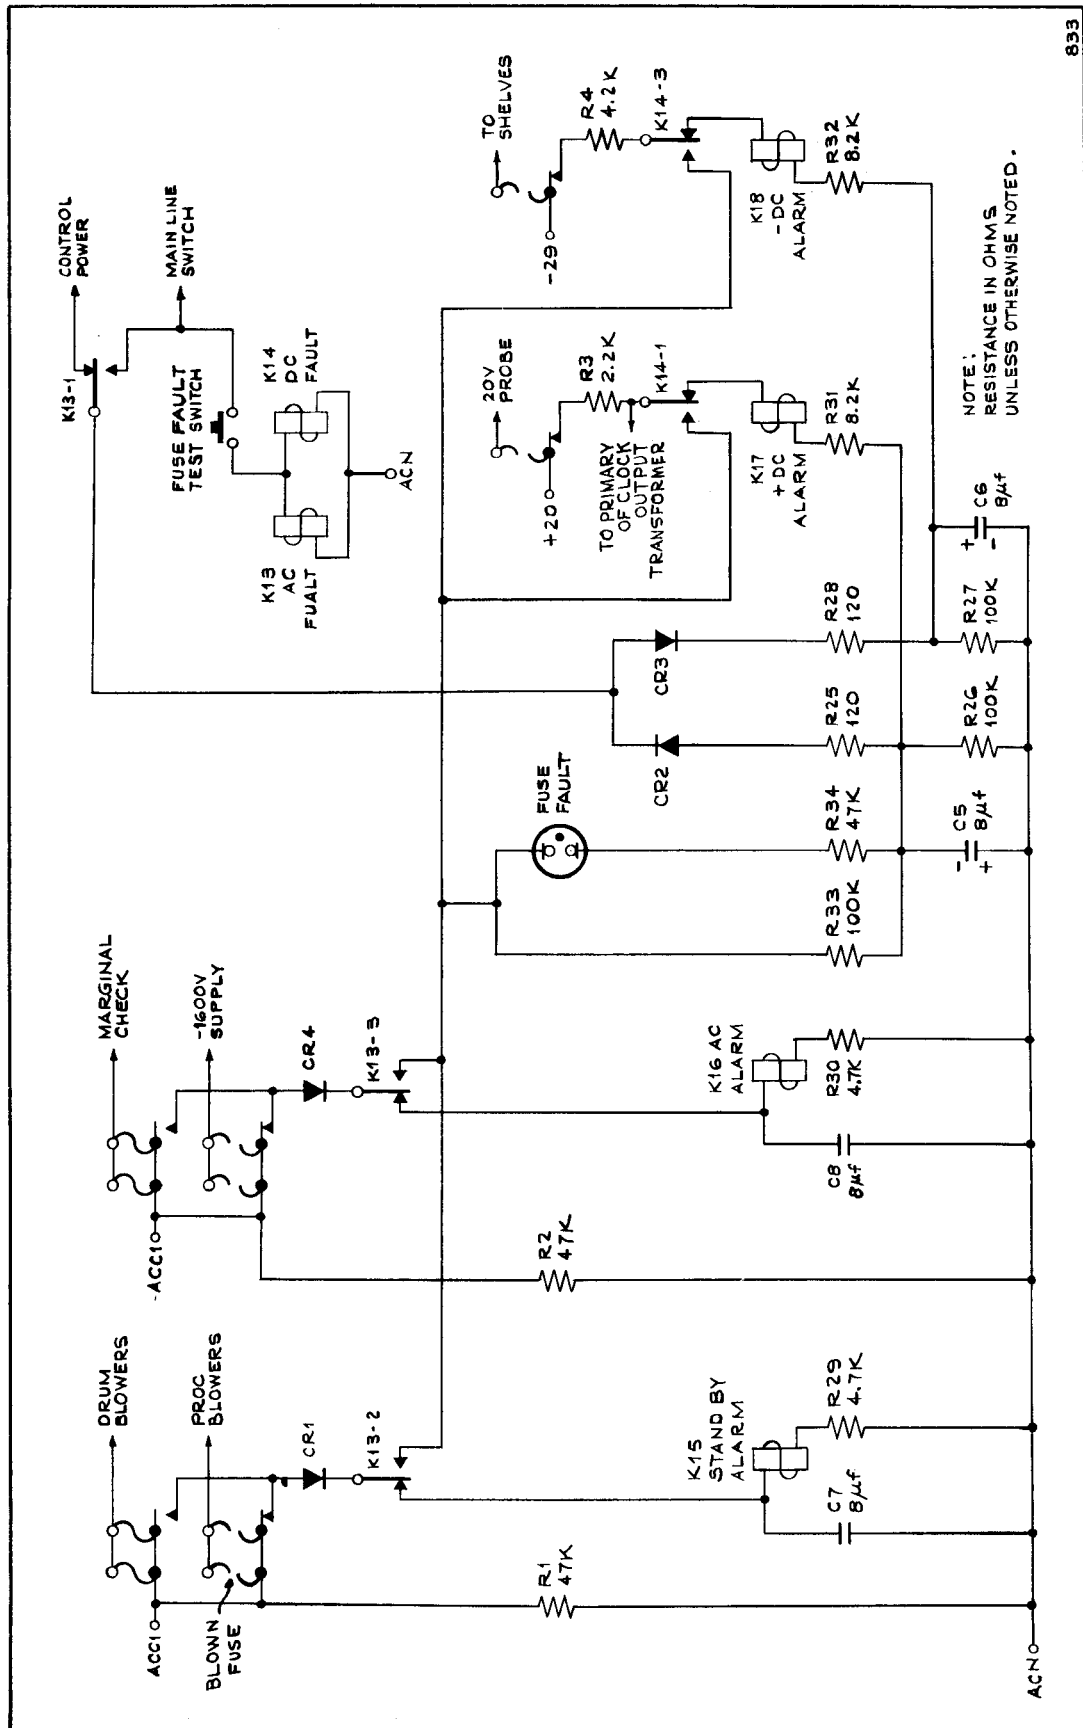 DRUM
BLOWERS
ACC1
PROC
BLOWERS
BLOWN
FUSE
CR1
K13-2
R1
47K
K15
STAND BY
ALARM
C7
8μf
R29
4.7K
ACN
MARGINAL
CHECK
ACC1
-1600V
SUPPLY
CR4
K13-3
R2
47K
K16 AC
ALARM
C8
8μf
R30
4.7K
FUSE
FAULT
R33
100K
R34
47K
C5
8μf
-
+
CONTROL
POWER
K13-1
MAIN LINE
SWITCH
FUSE FAULT
TEST SWITCH
K13
AC
FUALT
K14
DC
FAULT
ACN
CR2
CR3
R25
120
R28
120
R26
100K
R27
100K
20V
PROBE
+20
R3
2.2K
TO PRIMARY
OF CLOCK
OUTPUT
TRANSFORMER
K14-1
K17
+ DC
ALARM
R31
8.2K
TO
SHELVES
-29
R4
4.2K
K14-3
K18
- DC
ALARM
R32
8.2K
+
-
C6
8μf
NOTE:
RESISTANCE IN OHMS
UNLESS OTHERWISE NOTED.
833